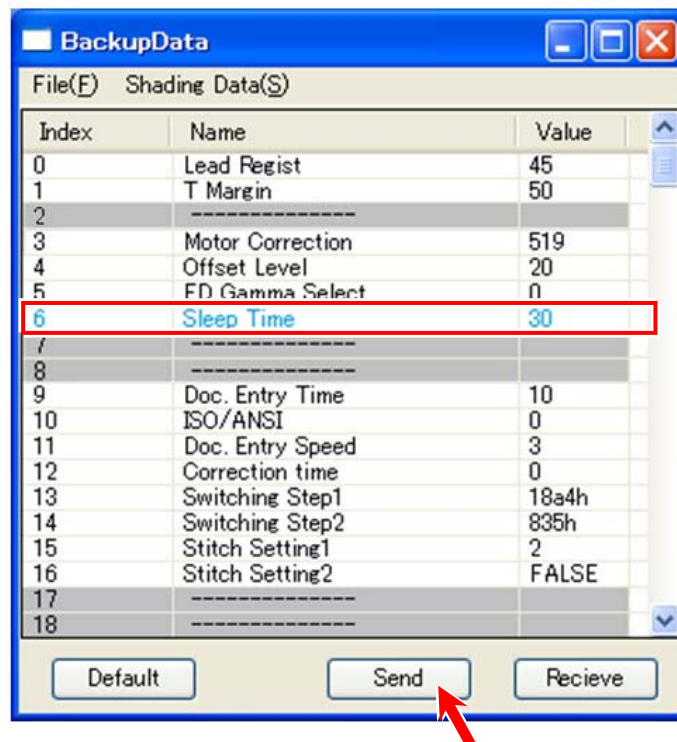 BackupData
File(F) Shading Data(S)
Index Name Value
0 Lead Regist 45
1 T Margin 50
2 --------------
3 Motor Correction 519
4 Offset Level 20
5 ED Gamma Select 0
6 Sleep Time 30
7 --------------
8 --------------
9 Doc. Entry Time 10
10 ISO/ANSI 0
11 Doc. Entry Speed 3
12 Correction time 0
13 Switching Step1 18a4h
14 Switching Step2 835h
15 Stitch Setting1 2
16 Stitch Setting2 FALSE
17 --------------
18 --------------
Default Send Recieve